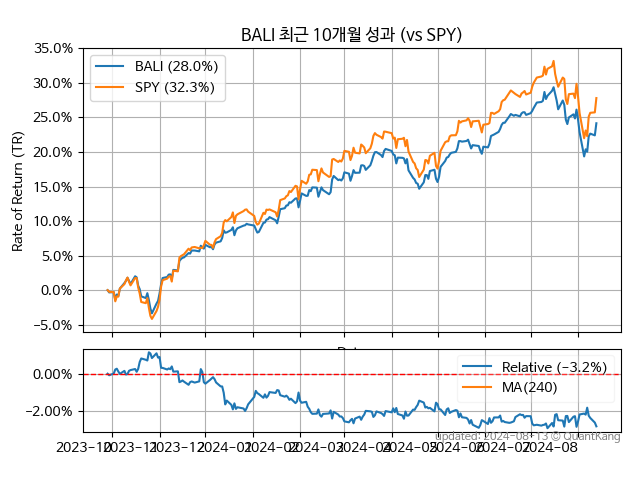 BALI 최근 10개월 성과 (vs SPY)
35.0%
30.0%
25.0%
20.0%
15.0%
10.0%
5.0%
0.0%
−5.0%
Rate of Return (TR)
BALI (28.0%)
SPY (32.3%)
0.00%
−2.00%
Relative (−3.2%)
MA(240)
2023−10 2023−11 2023−12 2024−01 2024−02 2024−03 2024−04 2024−05 2024−06 2024−07 2024−08
updated: 2024−08−13 © QuantKang